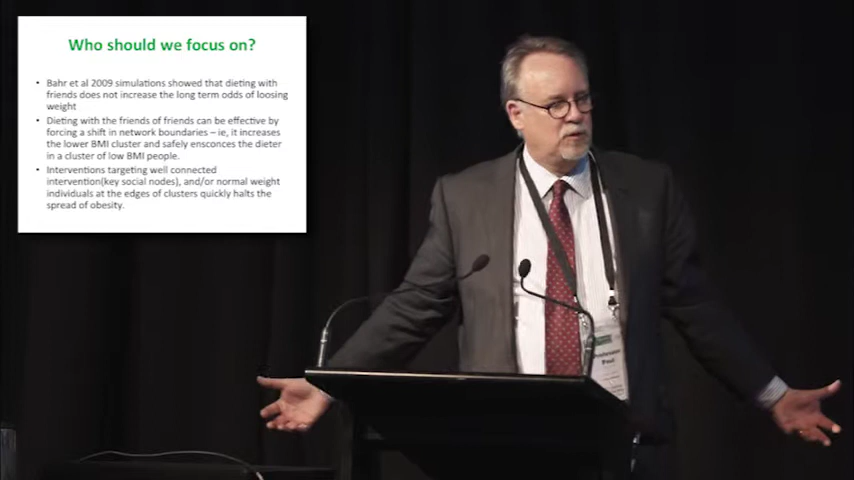 Who should we focus on?
• Bahr et al 2009 simulations showed that dieting with
friends does not increase the long term odds of loosing
weight
• Dieting with the friends of friends can be effective by
forcing a shift in network boundaries – ie, it increases
the lower BMI cluster and safely ensconces the dieter
in a cluster of low BMI people.
• Interventions targeting well connected
intervention(key social nodes), and/or normal weight
individuals at the edges of clusters quickly halts the
spread of obesity.
Professor
Paul